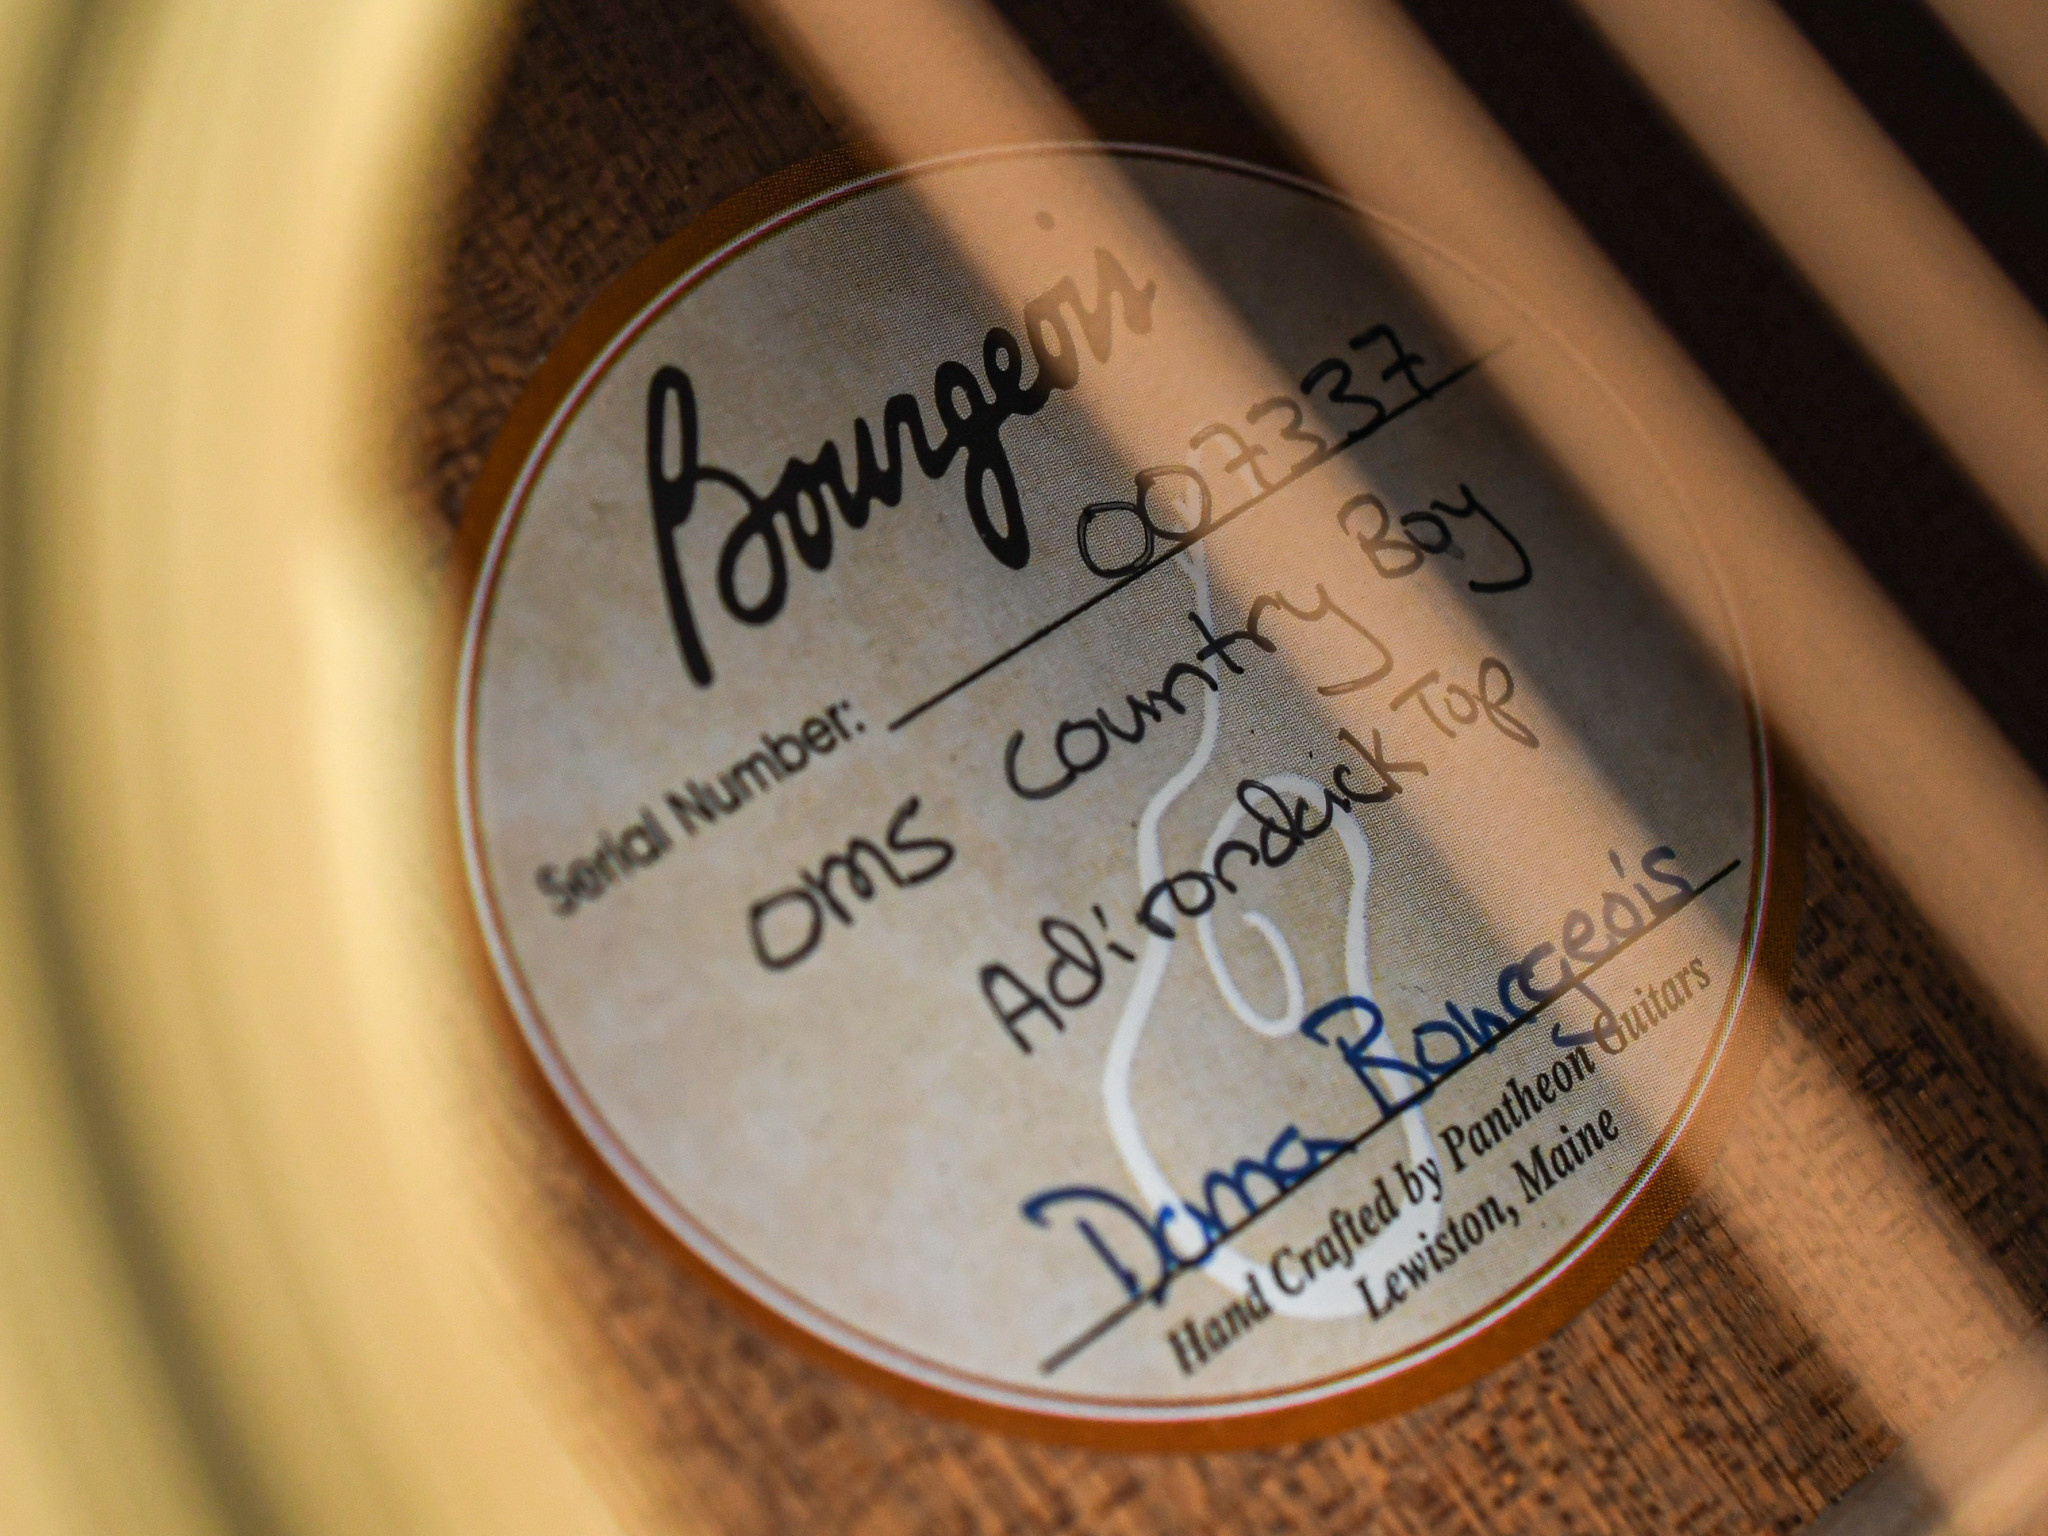 Bourgeois
Serial Number: 007337
OMS Country Boy
Adirondack Top
Dana Bourgeois
Hand Crafted by Pantheon Guitars
Lewiston, Maine